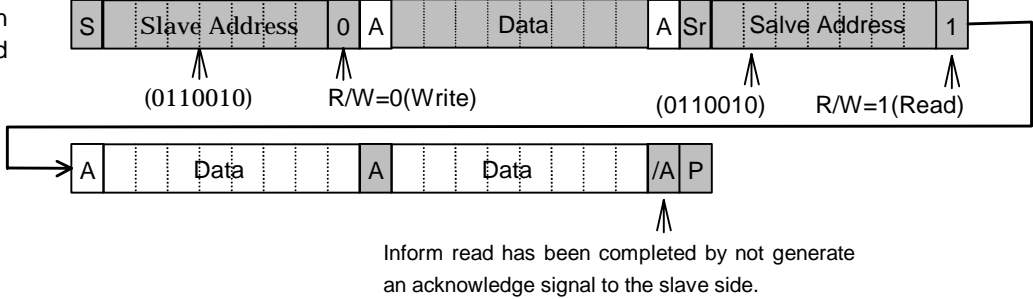 n
d
S Slave Address 0 A Data A Sr Salve Address 1
(0110010) R/W=0(Write) (0110010) R/W=1(Read)
A Data A Data /A P
Inform read has been completed by not generate
an acknowledge signal to the slave side.